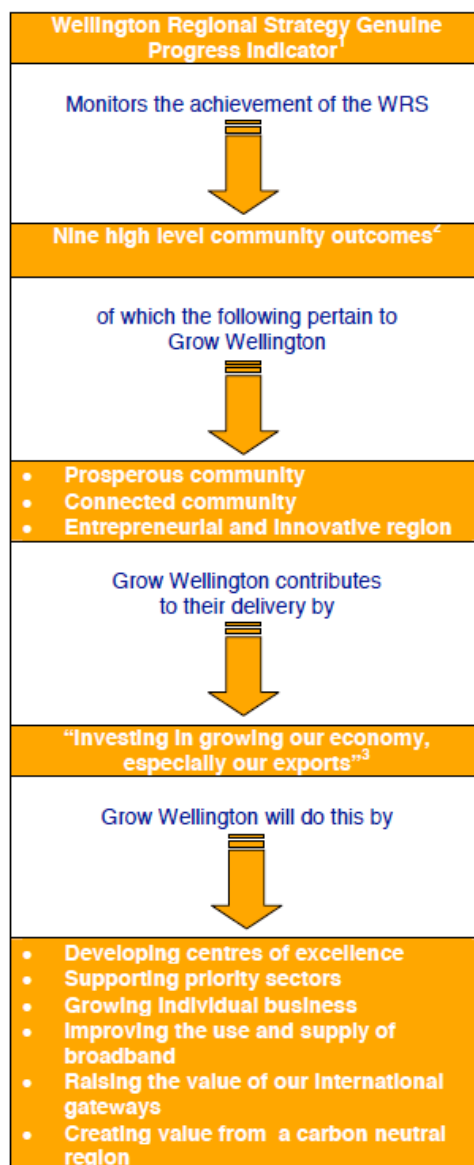 Wellington Regional Strategy Genuine
Progress Indicator¹
Monitors the achievement of the WRS
Nine high level community outcomes²
of which the following pertain to
Grow Wellington
• Prosperous community
• Connected community
• Entrepreneurial and innovative region
Grow Wellington contributes
to their delivery by
“Investing in growing our economy,
especially our exports”³
Grow Wellington will do this by
• Developing centres of excellence
• Supporting priority sectors
• Growing individual business
• Improving the use and supply of
broadband
• Raising the value of our international
gateways
• Creating value from a carbon neutral
region